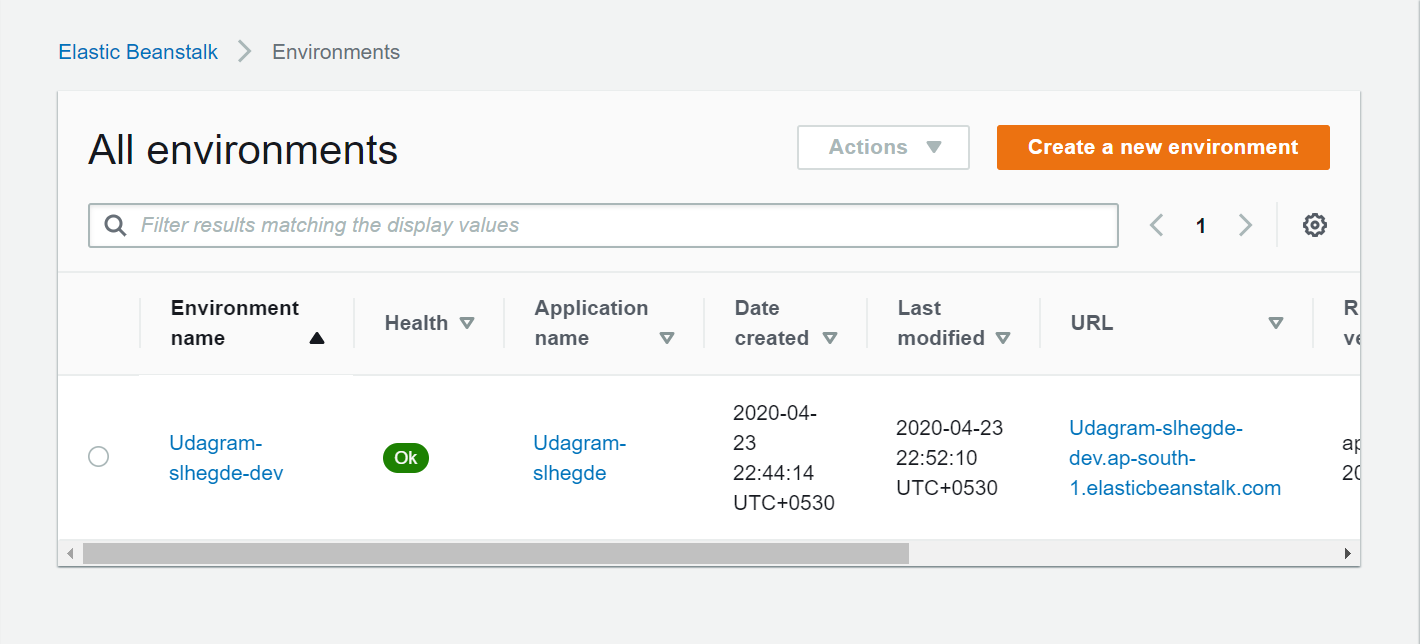 Elastic Beanstalk Environments
All environments
Actions
Create a new environment
Filter results matching the display values
1
Environment
name
Health
Application
name
Date
created
Last
modified
URL
Udagram-
slhegde-dev
Ok
Udagram-
slhegde
2020-04-
23
22:44:14
UTC+0530
2020-04-23
22:52:10
UTC+0530
Udagram-slhegde-
dev.ap-south-
1.elasticbeanstalk.com